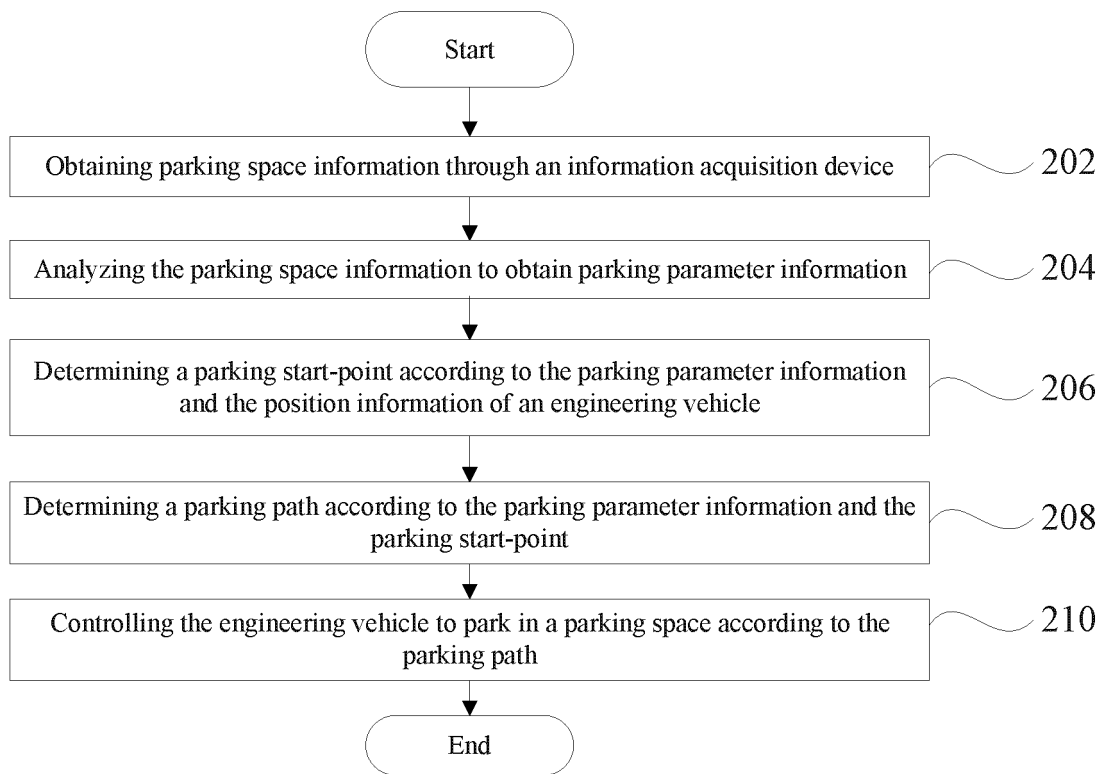 Start
Obtaining parking space information through an information acquisition device
202
Analyzing the parking space information to obtain parking parameter information
204
Determining a parking start-point according to the parking parameter information
and the position information of an engineering vehicle
206
Determining a parking path according to the parking parameter information and the
parking start-point
208
Controlling the engineering vehicle to park in a parking space according to the
parking path
210
End